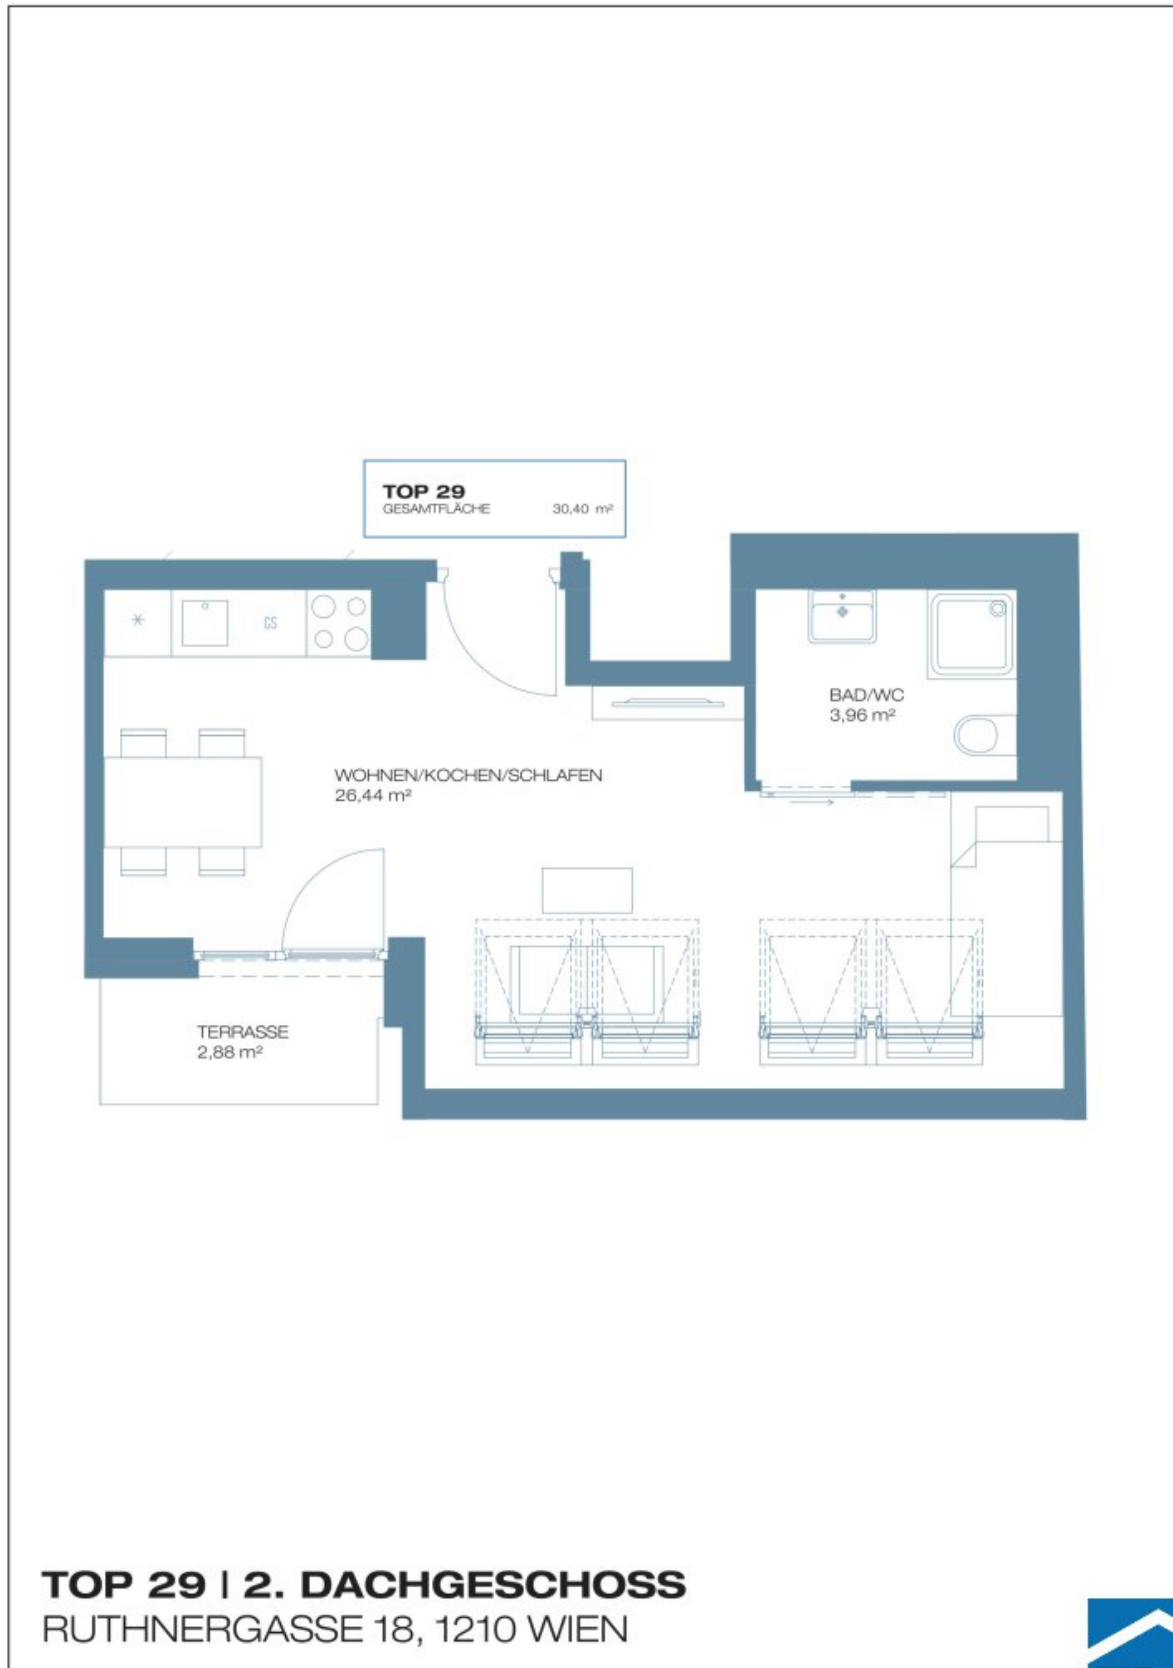 TOP 29
GESAMTFLÄCHE 30,40 m²
GS
BAD/WC
3,96 m²
WOHNEN/KOCHEN/SCHLAFEN
26,44 m²
TERRASSE
2,88 m²
TOP 29 | 2. DACHGESCHOSS
RUTHNERGASSE 18, 1210 WIEN